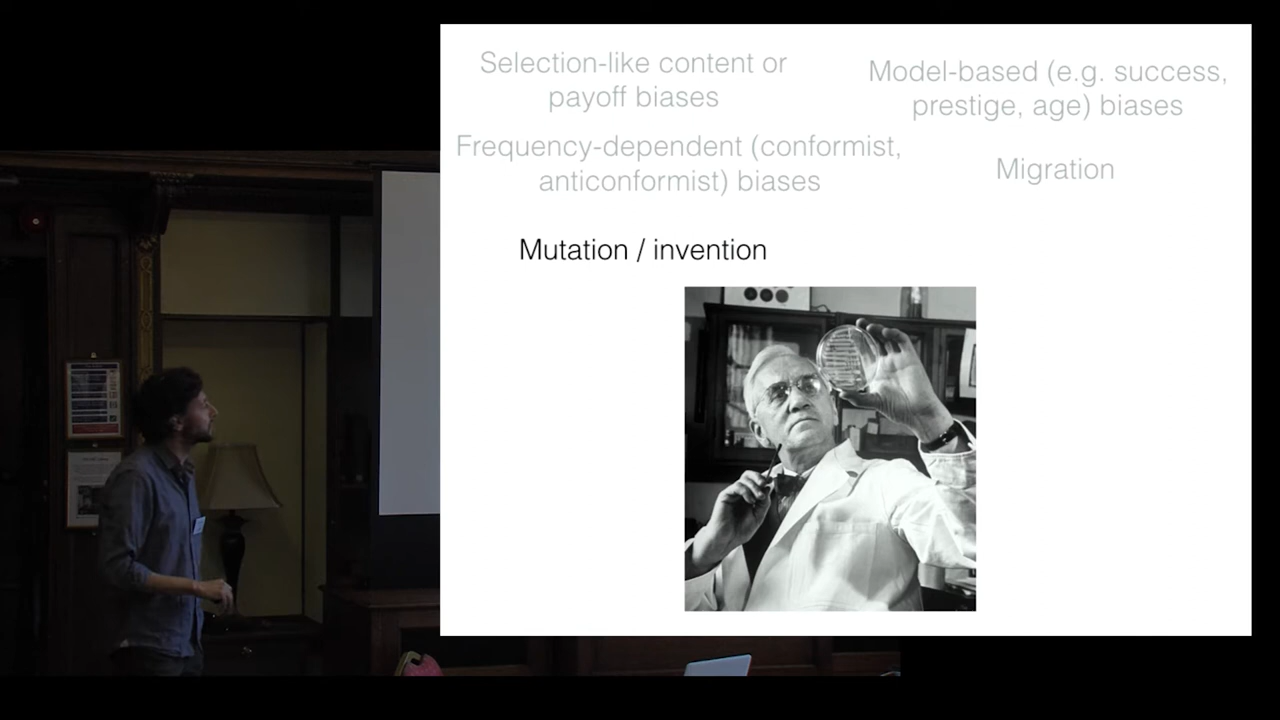 Selection-like content or
payoff biases
Model-based (e.g. success,
prestige, age) biases
Frequency-dependent (conformist,
anticonformist) biases
Migration
Mutation / invention